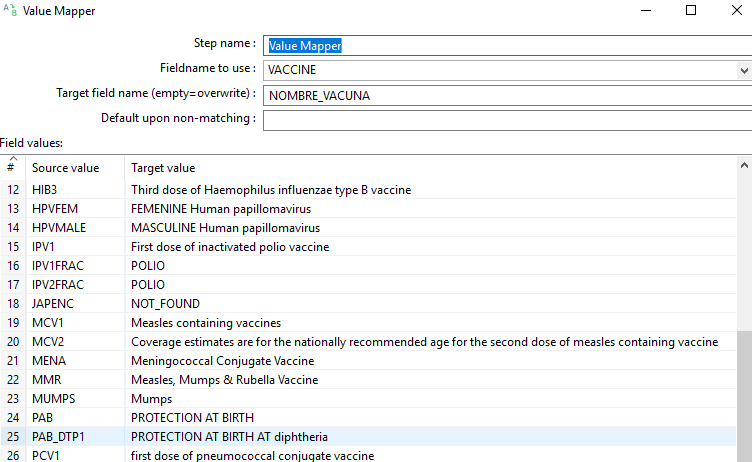 Value Mapper
Step name : Value Mapper
Fieldname to use : VACCINE
Target field name (empty=overwrite) : NOMBRE_VACUNA
Default upon non-matching :
Field values:
# Source value Target value
12 HIB3 Third dose of Haemophilus influenzae type B vaccine
13 HPVFEM FEMENINE Human papillomavirus
14 HPVMALE MASCULINE Human papillomavirus
15 IPV1 First dose of inactivated polio vaccine
16 IPV1FRAC POLIO
17 IPV2FRAC POLIO
18 JAPENC NOT_FOUND
19 MCV1 Measles containing vaccines
20 MCV2 Coverage estimates are for the nationally recommended age for the second dose of measles containing vaccine
21 MENA Meningococcal Conjugate Vaccine
22 MMR Measles, Mumps & Rubella Vaccine
23 MUMPS Mumps
24 PAB PROTECTION AT BIRTH
25 PAB_DTP1 PROTECTION AT BIRTH AT diphtheria
26 PCV1 first dose of pneumococcal conjugate vaccine